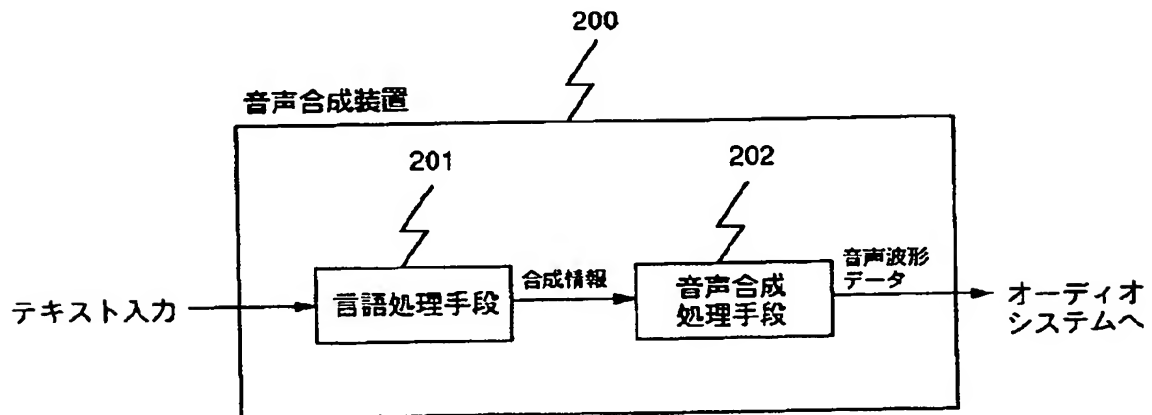 200
音声合成装置
201
202
テキスト入力
言語処理手段
合成情報
音声合成
処理手段
音声波形
データ
オーディオ
システムへ